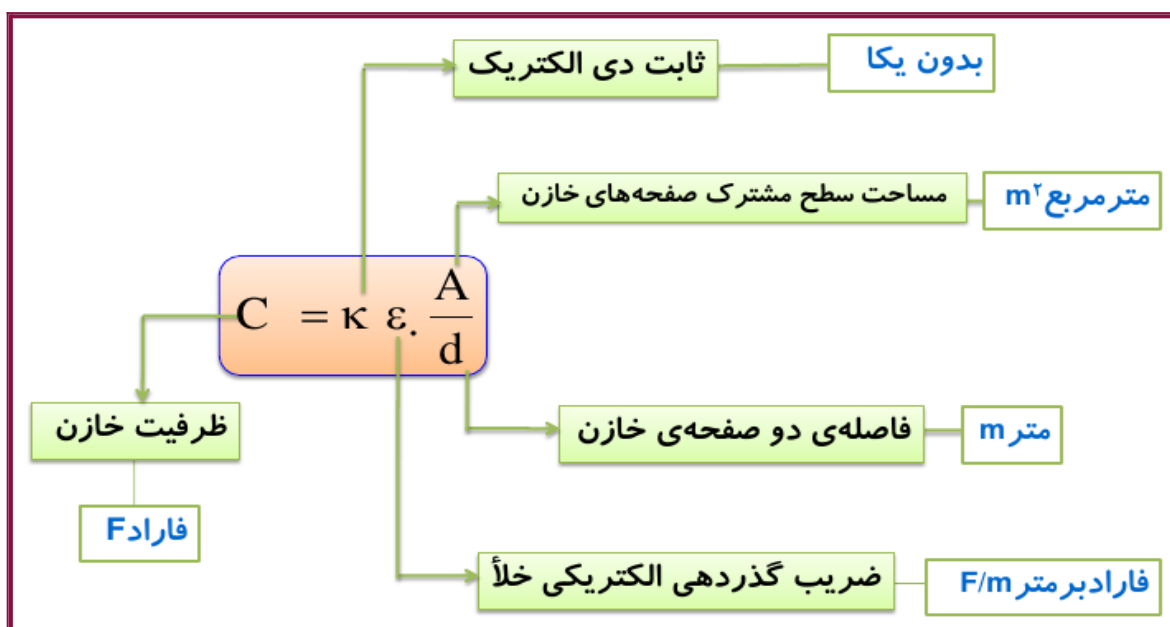 ثابت دی الکتریک
بدون یکا
مساحت سطح مشترک صفحه‌های خازن
مترمربع m۲
C = κ ε. A/d
ظرفیت خازن
فاصله‌ی دو صفحه‌ی خازن
متر m
فاراد F
ضریب گذردهی الکتریکی خلأ
فارادبرمتر F/m